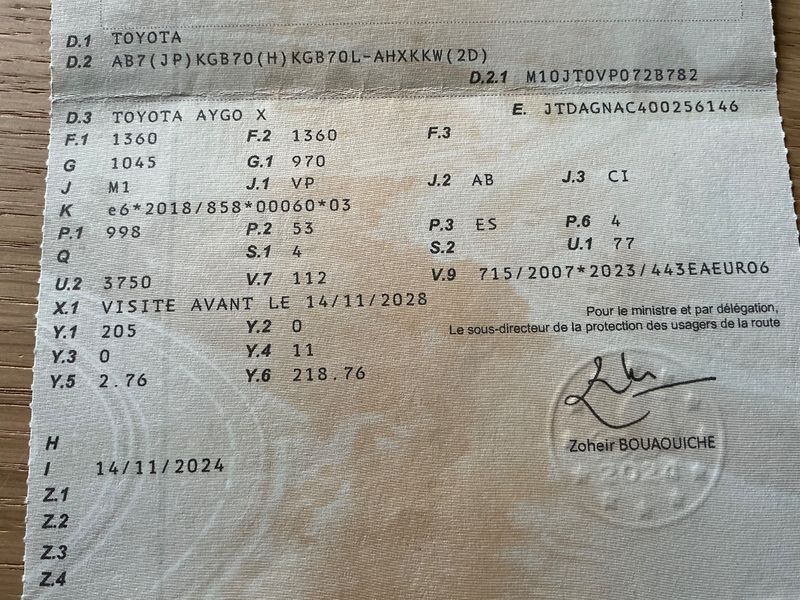 D.1 TOYOTA
D.2 AB7(JP)KGB70(H)KGB70L-AHXKKW(2D)
D.2.1 M10JTOVP072B782
D.3 TOYOTA AYGO X E. JTDAGNAC400256146
F.1 1360 F.2 1360 F.3
G 1045 G.1 970
J M1 J.1 VP J.2 AB J.3 CI
K e6*2018/858*00060*03
P.1 998 P.2 53 P.3 ES P.6 4
Q S.1 4 S.2 U.1 77
U.2 3750 V.7 112 V.9 715/2007*2023/443EAEURO6
X.1 VISITE AVANT LE 14/11/2028
Pour le ministre et par délégation,
Y.1 205 Y.2 0 Le sous-directeur de la protection des usagers de la route
Y.3 0 Y.4 11
Y.5 2.76 Y.6 218.76
Zoheir BOUAOUICHE
H
I 14/11/2024
2024
Z.1
Z.2
Z.3
Z.4